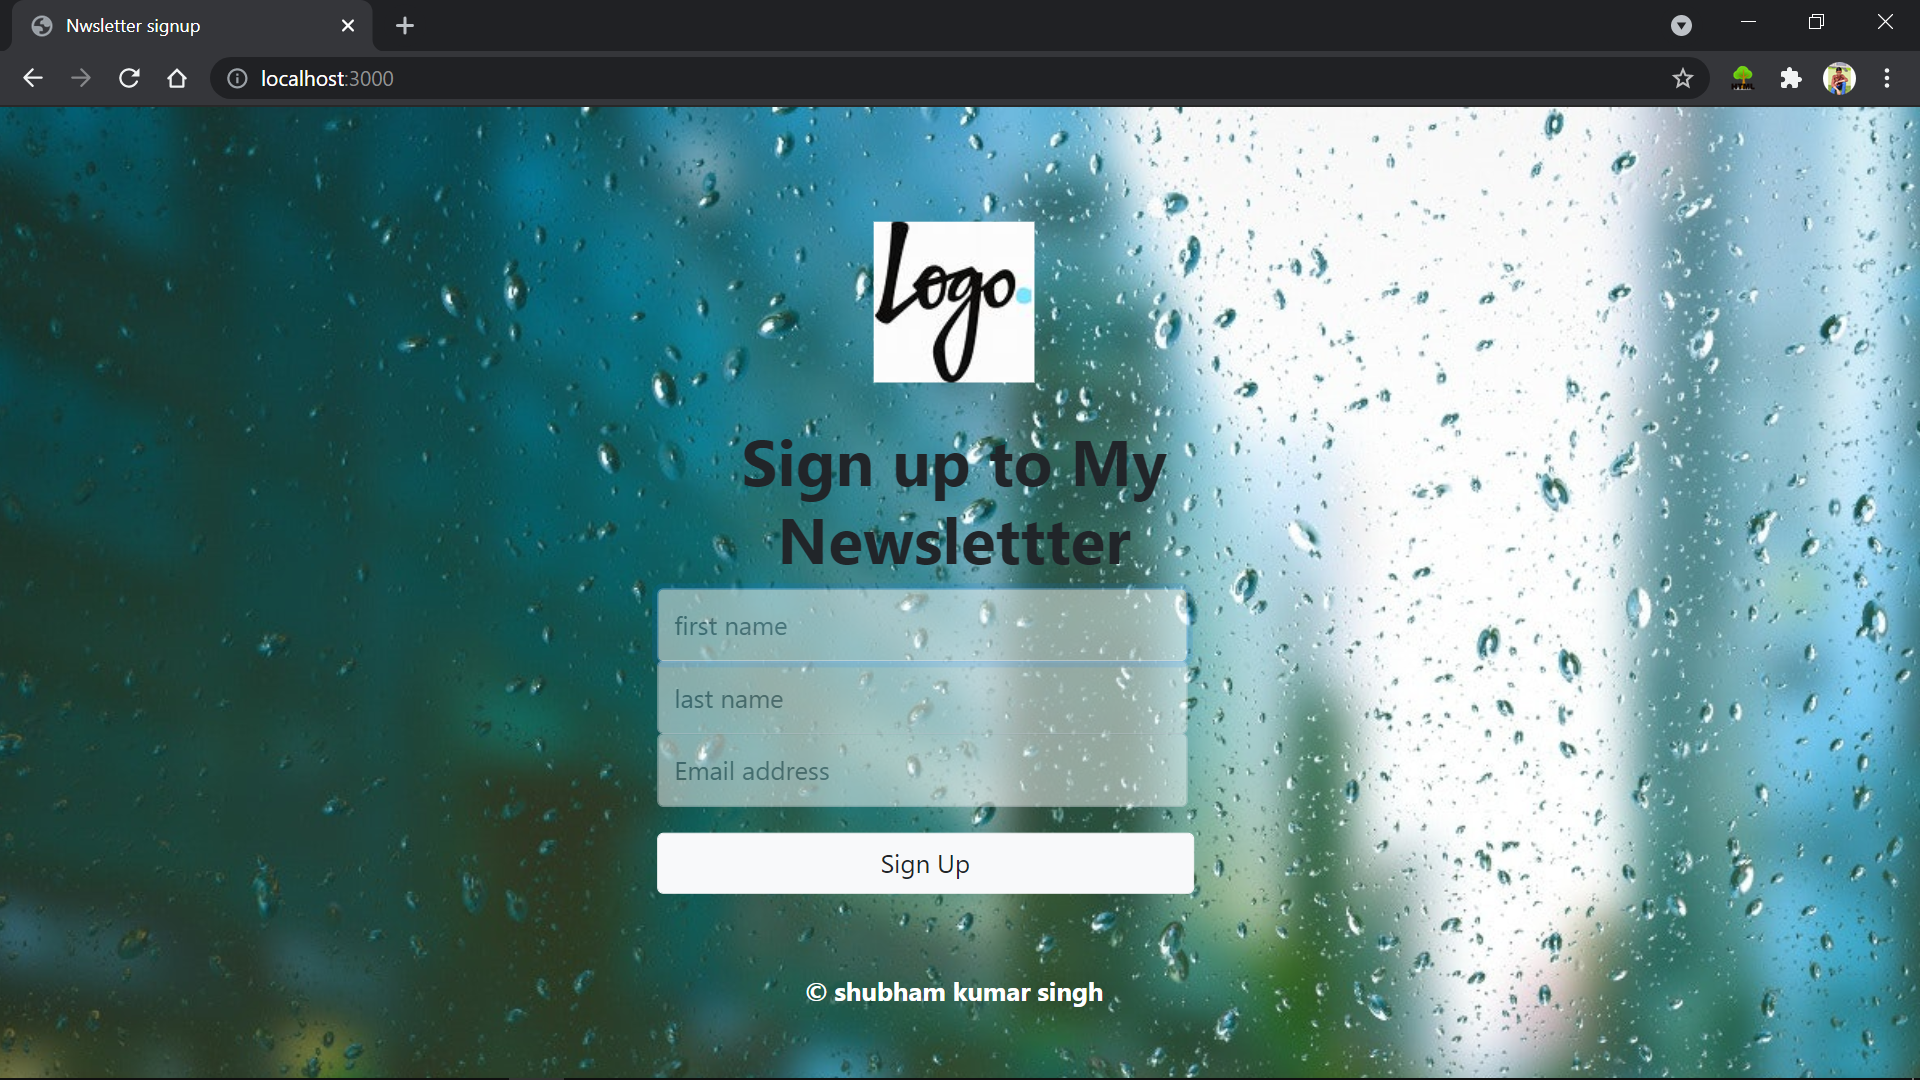 Nwsletter signup
localhost:3000
Logo.
Sign up to My
Newslettter
first name
last name
Email address
Sign Up
© shubham kumar singh